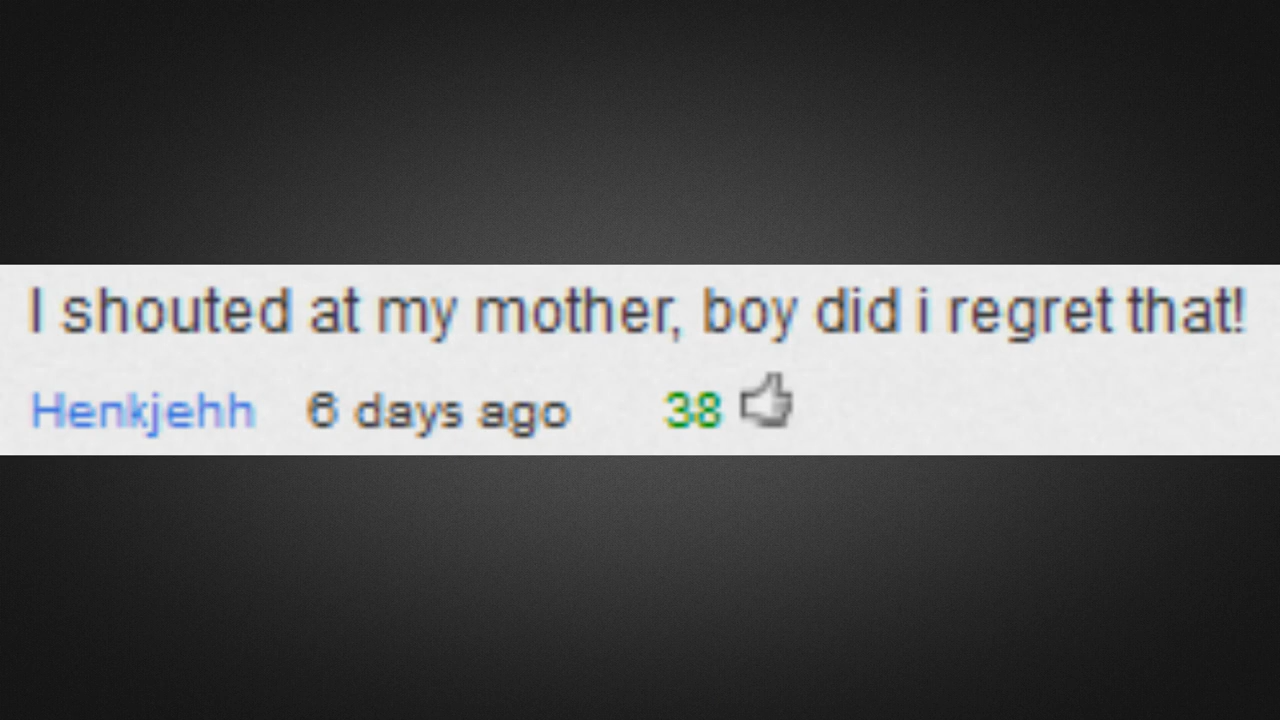 I shouted at my mother, boy did i regret that!
Henkjehh 6 days ago 38